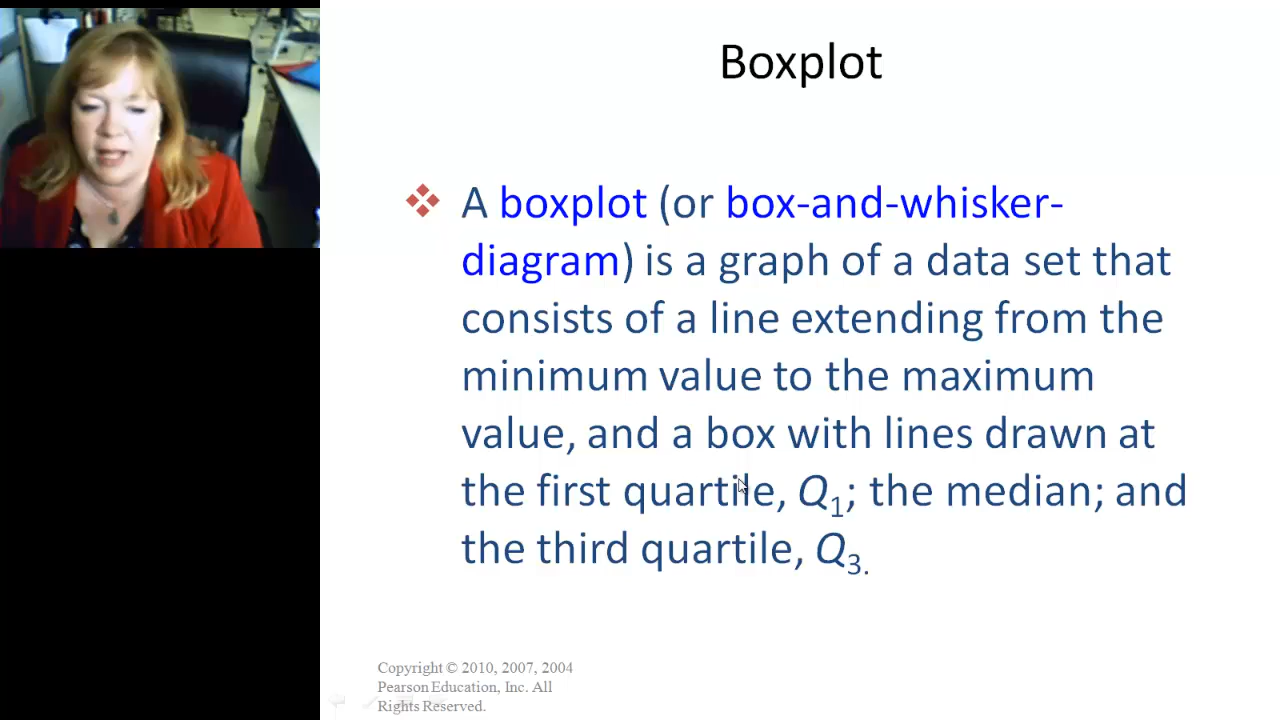 Boxplot
A boxplot (or box-and-whisker-
diagram) is a graph of a data set that
consists of a line extending from the
minimum value to the maximum
value, and a box with lines drawn at
the first quartile, Q1; the median; and
the third quartile, Q3.
Copyright © 2010, 2007, 2004
Pearson Education, Inc. All
Rights Reserved.